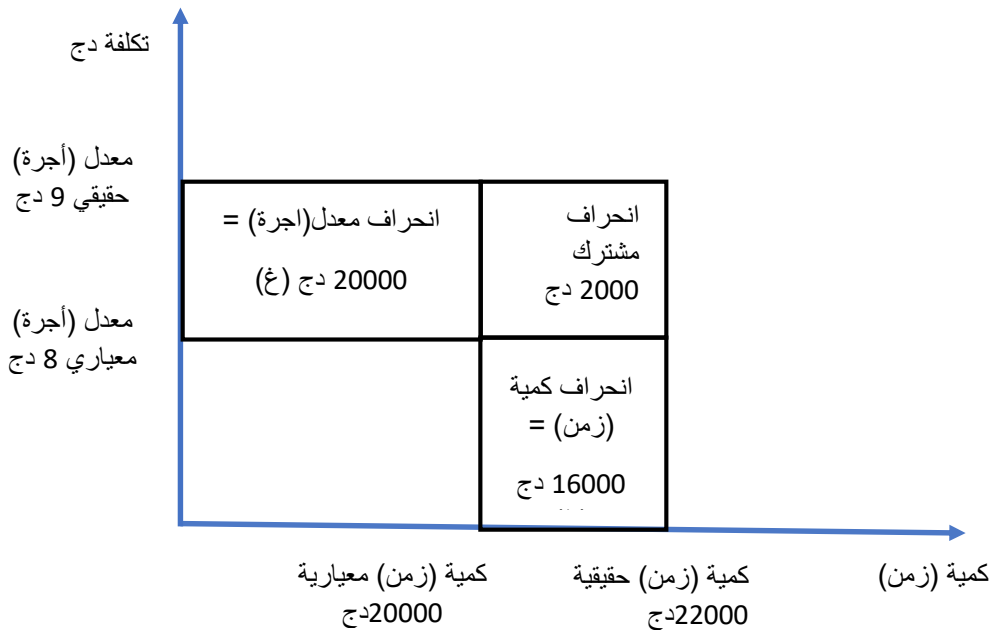 تكلفة دج
معدل (أجرة)
حقيقي 9 دج
انحراف معدل(اجرة) =
20000 دج (غ)
انحراف
مشترك
2000 دج
معدل (أجرة)
معياري 8 دج
انحراف كمية
(زمن) =
16000 دج
كمية (زمن)
كمية (زمن) حقيقية
22000دج
كمية (زمن) معيارية
20000دج